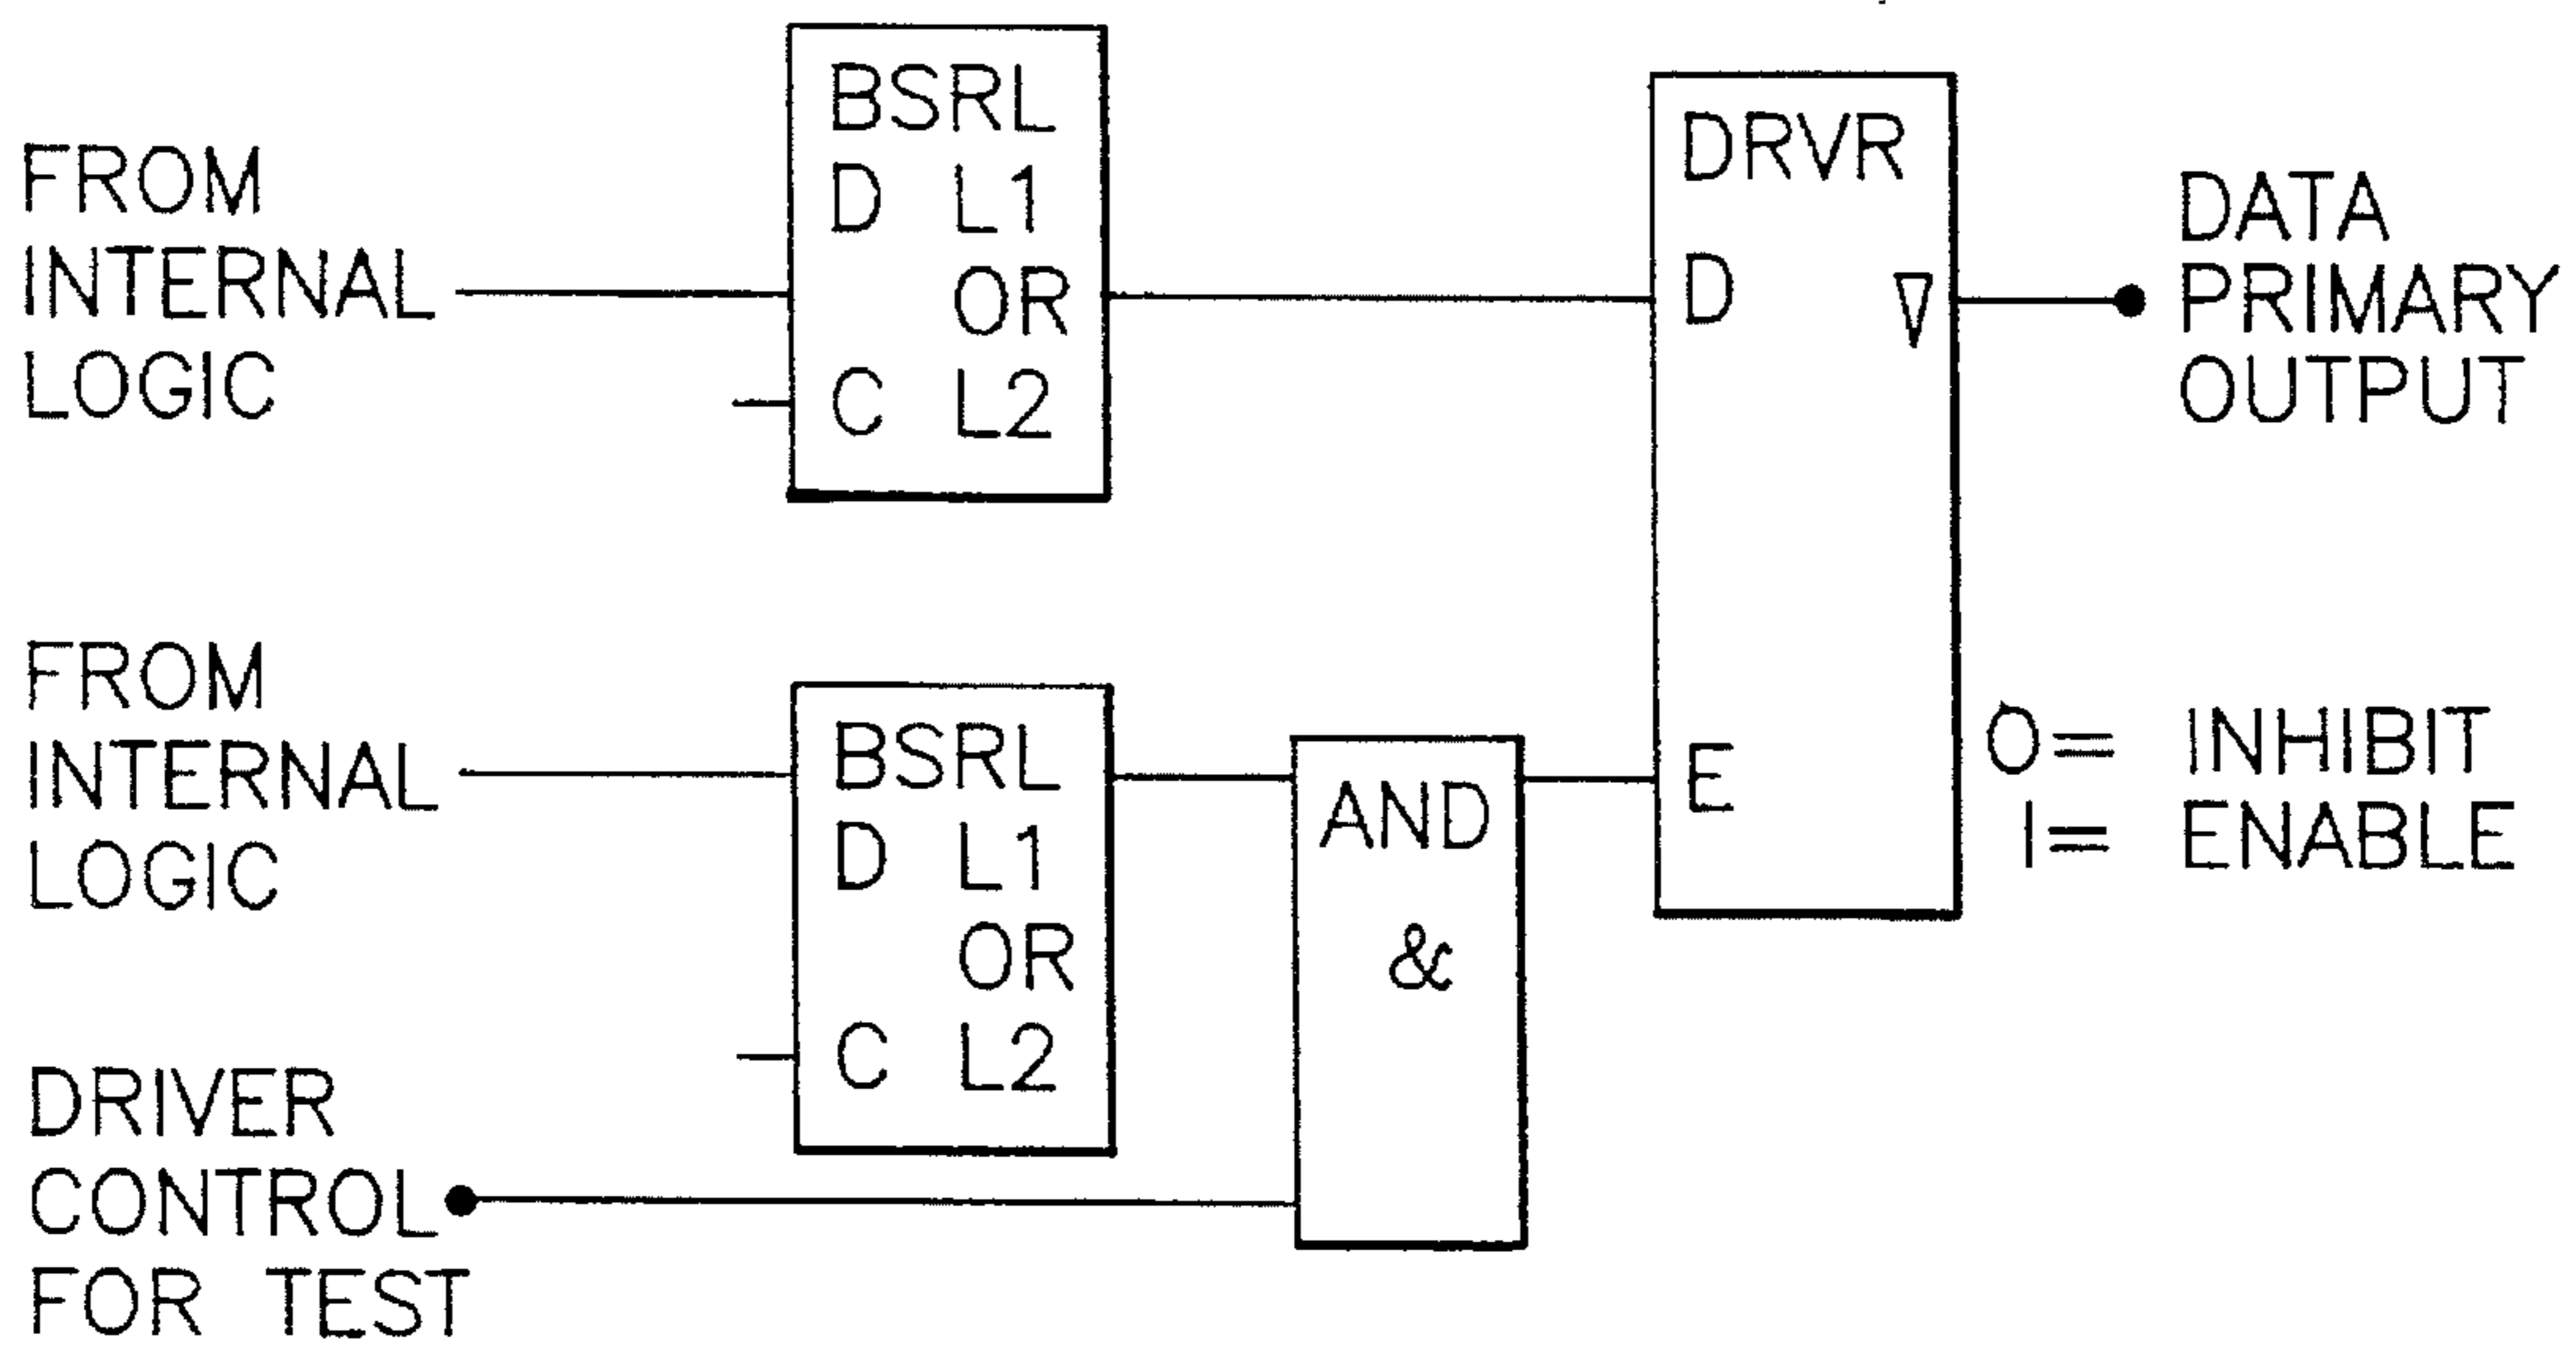 FROM
INTERNAL
LOGIC
BSRL
D L1
OR
C L2
DRVR
D
E
DATA
PRIMARY
OUTPUT
FROM
INTERNAL
LOGIC
BSRL
D L1
OR
C L2
AND
&
0= INHIBIT
1= ENABLE
DRIVER
CONTROL
FOR TEST